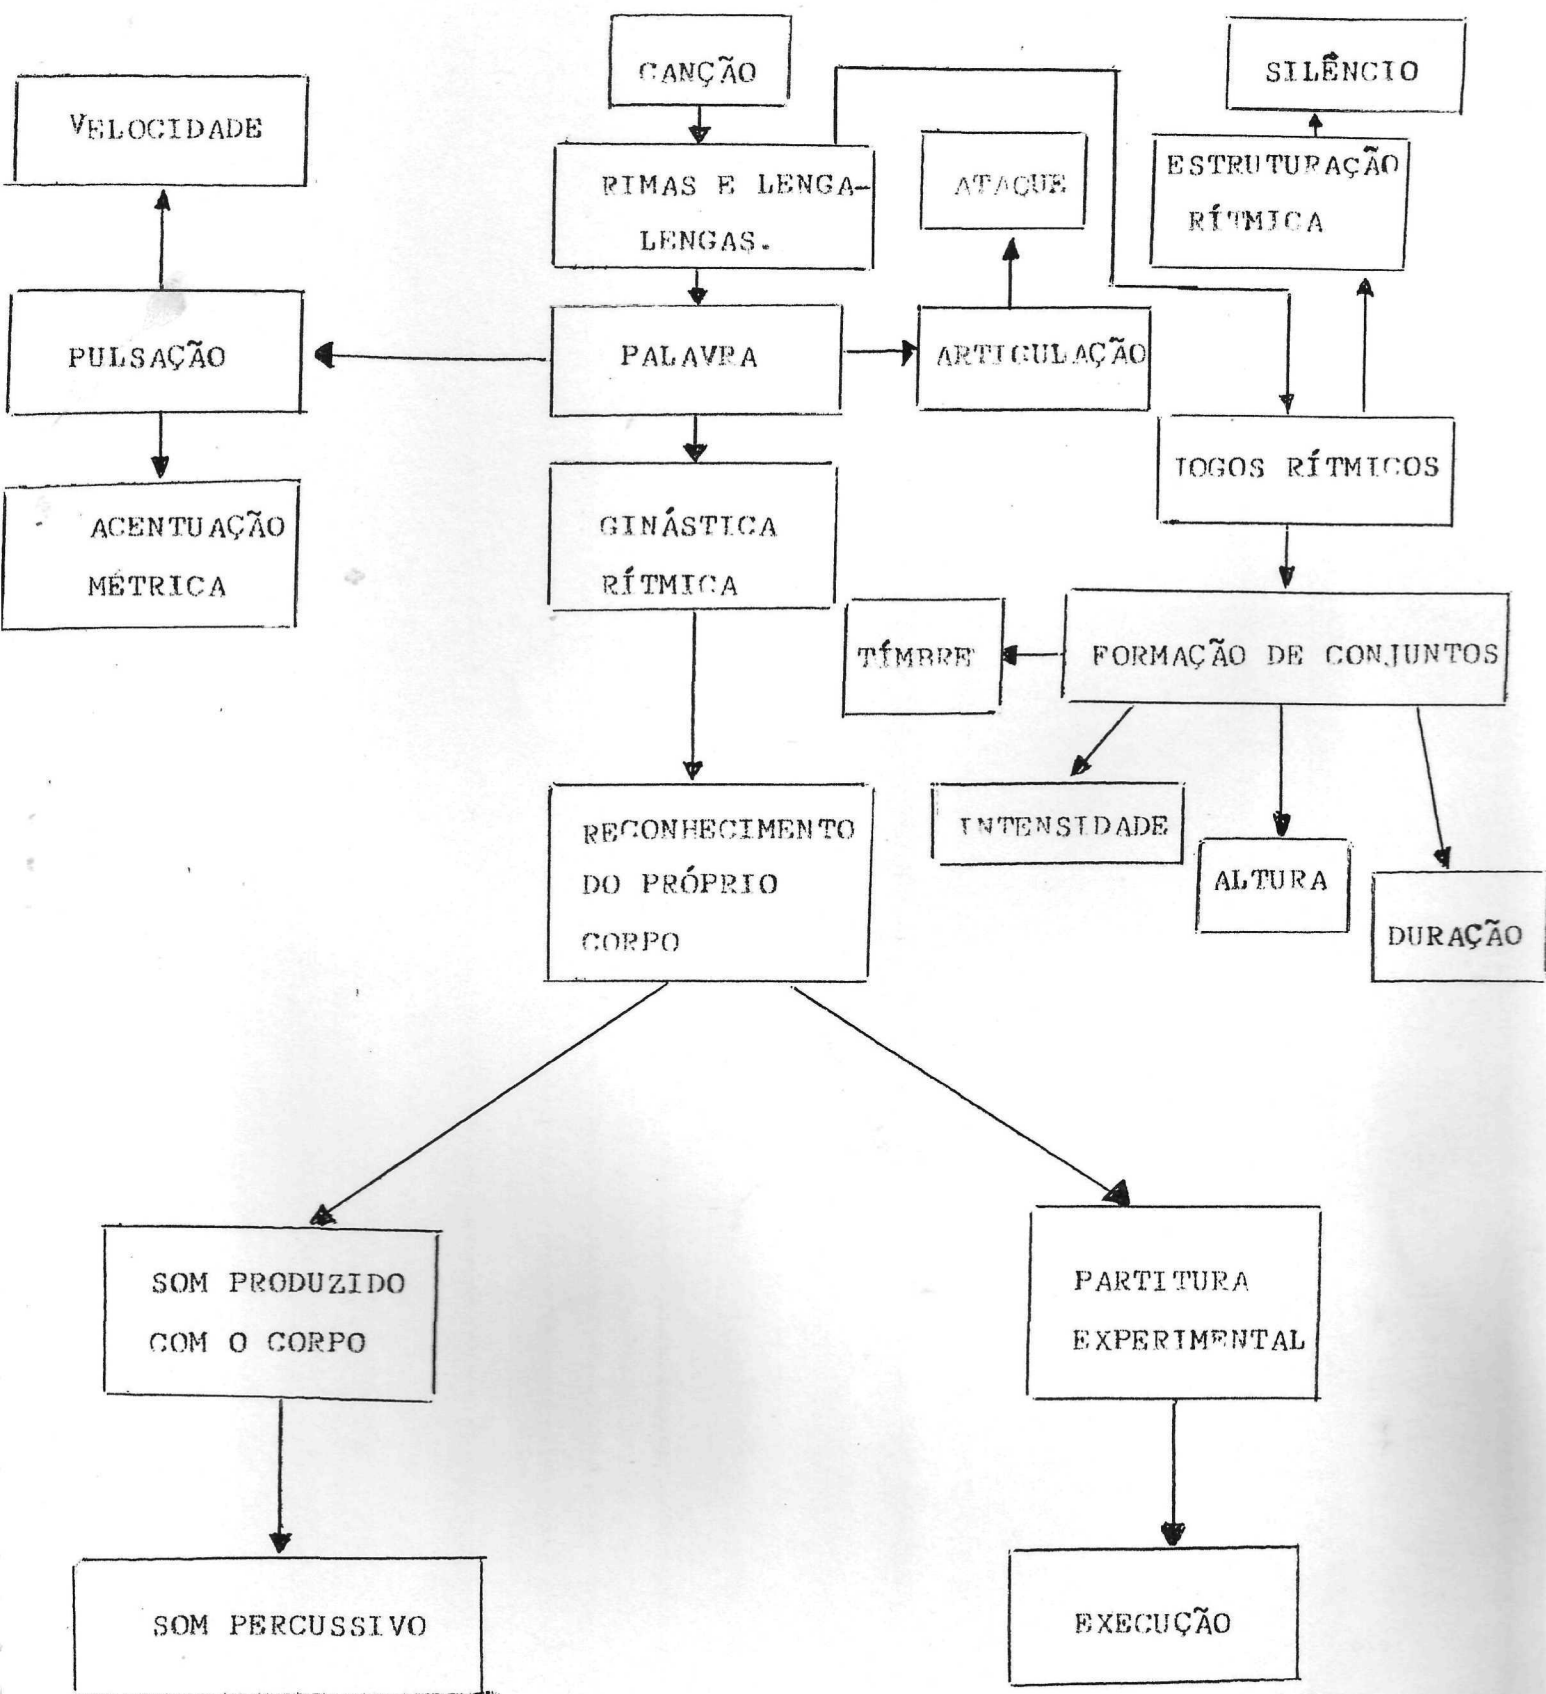 CANÇÃO
SILÊNCIO
VELOCIDADE
RIMAS E LENGA-
LENGAS.
ATAQUE
ESTRUTURAÇÃO
RÍTMICA
PULSAÇÃO
PALAVRA
ARTICULAÇÃO
JOGOS RÍTMICOS
ACENTUAÇÃO
MÉTRICA
GINÁSTICA
RÍTMICA
TÍMBRE
FORMAÇÃO DE CONJUNTOS
INTENSIDADE
ALTURA
DURAÇÃO
RECONHECIMENTO
DO PRÓPRIO
CORPO
SOM PRODUZIDO
COM O CORPO
PARTITURA
EXPERIMENTAL
SOM PERCUSSIVO
EXECUÇÃO